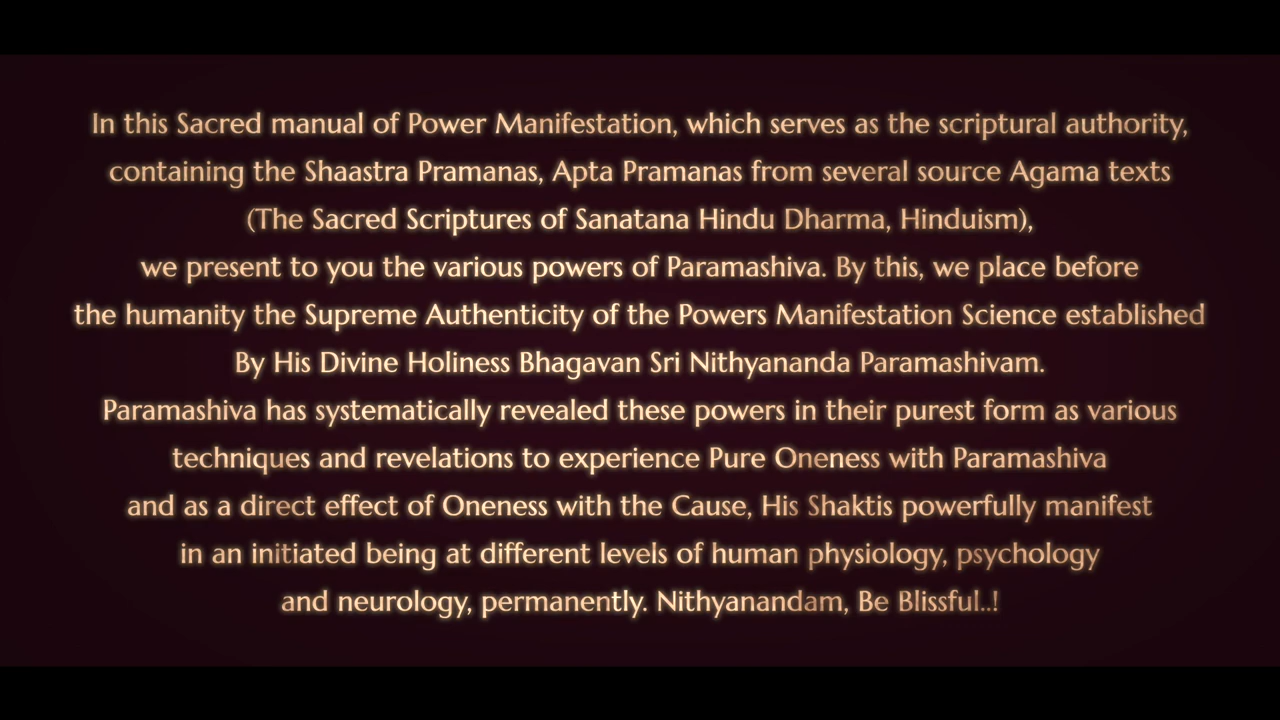 In this Sacred manual of Power Manifestation, which serves as the scriptural authority,
containing the Shaastra Pramanas, Apta Pramanas from several source Agama texts
(The Sacred Scriptures of Sanatana Hindu Dharma, Hinduism),
we present to you the various powers of Paramashiva. By this, we place before
the humanity the Supreme Authenticity of the Powers Manifestation Science established
By His Divine Holiness Bhagavan Sri Nithyananda Paramashivam.
Paramashiva has systematically revealed these powers in their purest form as various
techniques and revelations to experience Pure Oneness with Paramashiva
and as a direct effect of Oneness with the Cause, His Shaktis powerfully manifest
in an initiated being at different levels of human physiology, psychology
and neurology, permanently. Nithyanandam, Be Blissful..!